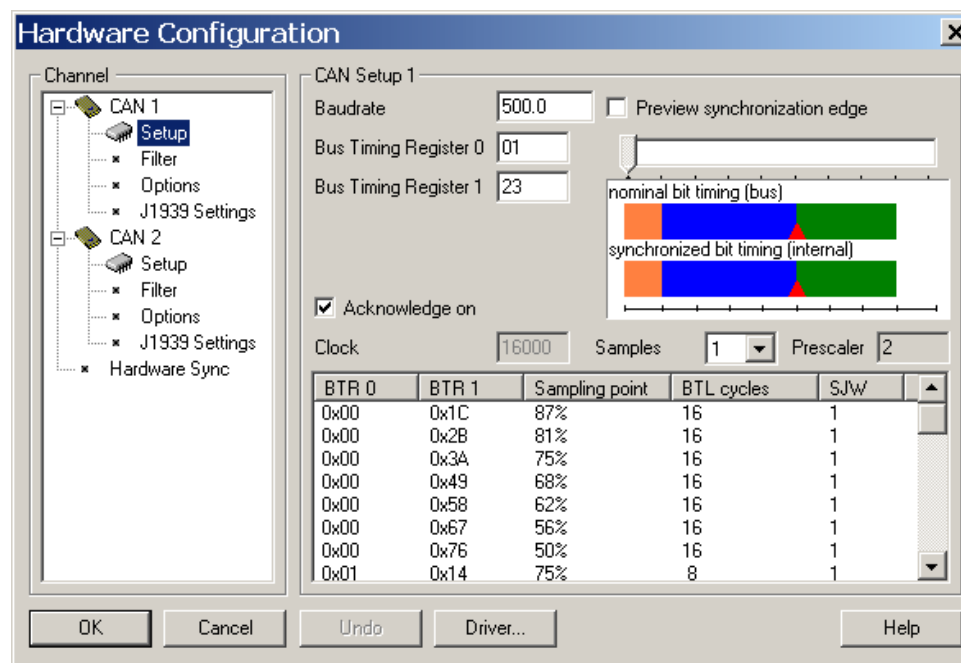 Hardware Configuration
Channel
CAN 1
Setup
Filter
Options
J1939 Settings
CAN 2
Setup
Filter
Options
J1939 Settings
Hardware Sync
CAN Setup 1
Baudrate 500.0 Preview synchronization edge
Bus Timing Register 0 01
Bus Timing Register 1 23
nominal bit timing (bus)
synchronized bit timing (internal)
Acknowledge on
Clock 16000 Samples 1 Prescaler 2
BTR 0 BTR 1 Sampling point BTL cycles SJW
0x00 0x1C 87% 16 1
0x00 0x2B 81% 16 1
0x00 0x3A 75% 16 1
0x00 0x49 68% 16 1
0x00 0x58 62% 16 1
0x00 0x67 56% 16 1
0x00 0x76 50% 16 1
0x01 0x14 75% 8 1
OK Cancel Undo Driver... Help